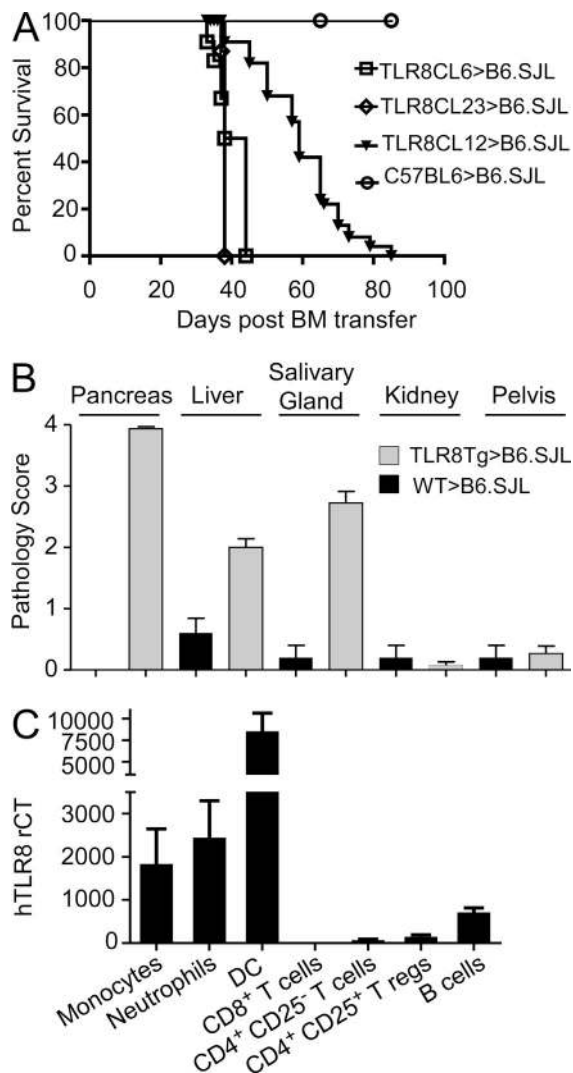 A
Percent Survival
100
80
60
40
20
0
TLR8CL6>B6.SJL
TLR8CL23>B6.SJL
TLR8CL12>B6.SJL
C57BL6>B6.SJL
0 20 40 60 80 100
Days post BM transfer
B
Pancreas Liver Salivary Gland Kidney Pelvis
Pathology Score
4
3
2
1
0
TLR8Tg>B6.SJL
WT>B6.SJL
C
hTLR8 rCT
10000
7500
5000
3000
2000
1000
0
Monocytes
Neutrophils
DC
CD8⁺ T cells
CD4⁺ CD25⁻ T cells
CD4⁺ CD25⁺ T regs
B cells